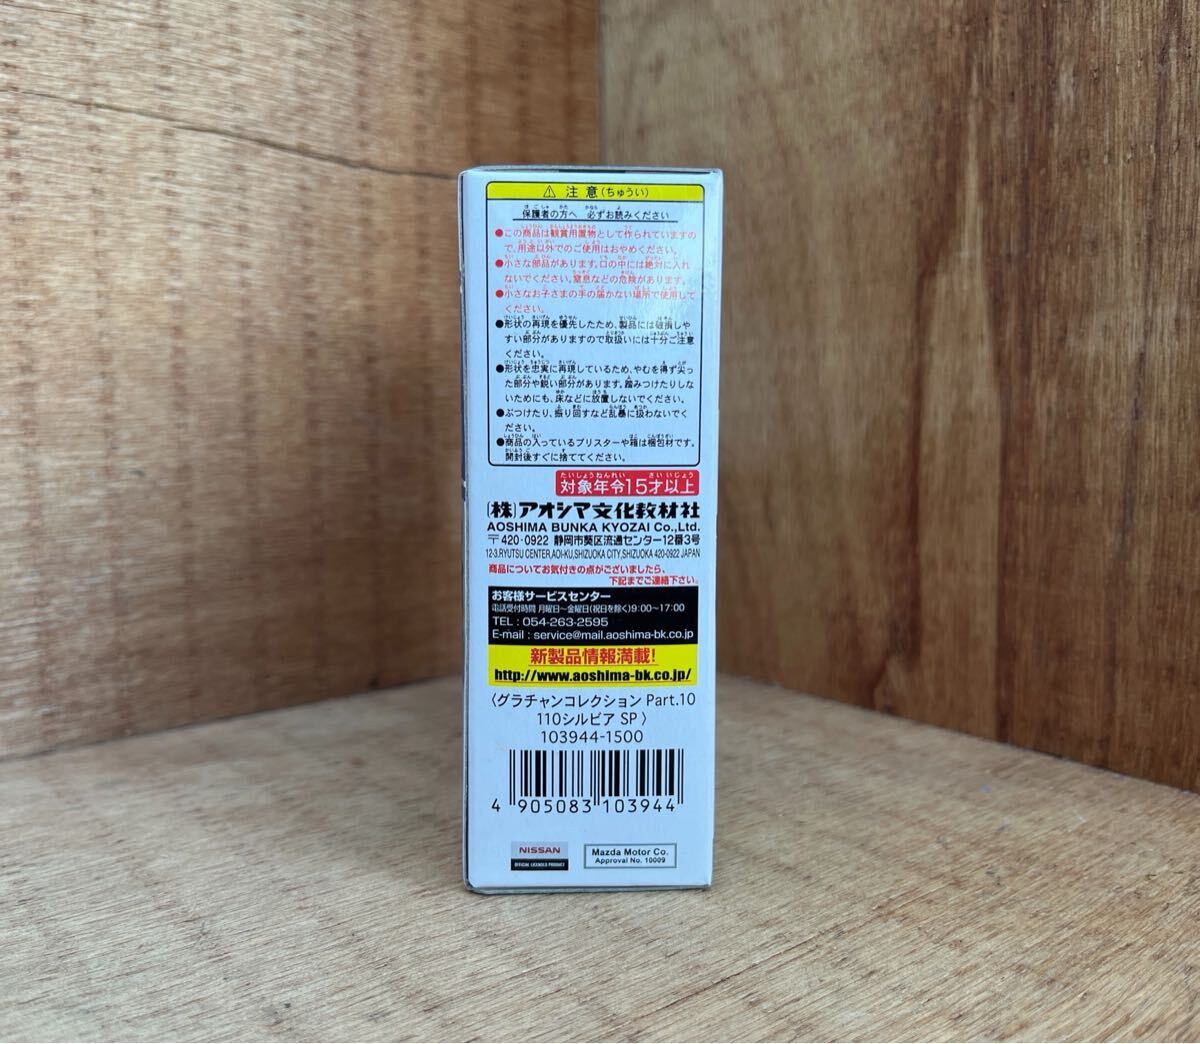 ⚠ 注意(ちゅうい)
保護者の方へ 必ずお読みください
●この商品は観賞用置物として作られていますの
で、用途以外でのご使用はおやめください。
●小さな部品があります。口の中には絶対に入れ
ないでください。窒息などの危険があります。
●小さなお子さまの手の届かない場所で使用して
ください。
●形状の再現を優先したため、製品には破損しや
すい部分がありますので取扱いには十分ご注意
ください。
●形状を忠実に再現しているため、やむを得ず尖っ
た部分や鋭い部分があります。踏みつけたりしな
いためにも、床などに放置しないでください。
●ぶつけたり、振り回すなど乱暴に扱わないでく
ださい。
●商品の入っているブリスターや箱は梱包材です。
開封後すぐに捨ててください。
たいしょうねんれい さいいじょう
対象年令15才以上
(株)アオシマ文化教材社
AOSHIMA BUNKA KYOZAI Co.,Ltd.
〒420-0922 静岡市葵区流通センター12番3号
12-3,RYUTSU CENTER,AOI-KU,SHIZUOKA CITY,SHIZUOKA 420-0922 JAPAN
商品についてお気付きの点がございましたら、
下記までご連絡下さい。
お客様サービスセンター
電話受付時間 月曜日～金曜日(祝日を除く)9:00～17:00
TEL : 054-263-2595
E-mail : service@mail.aoshima-bk.co.jp
新製品情報満載!
http://www.aoshima-bk.co.jp/
〈グラチャンコレクション Part.10
110シルビア SP〉
103944-1500
4 905083 103944
NISSAN
OFFICIAL LICENSED PRODUCT
Mazda Motor Co.
Approval No. 10009